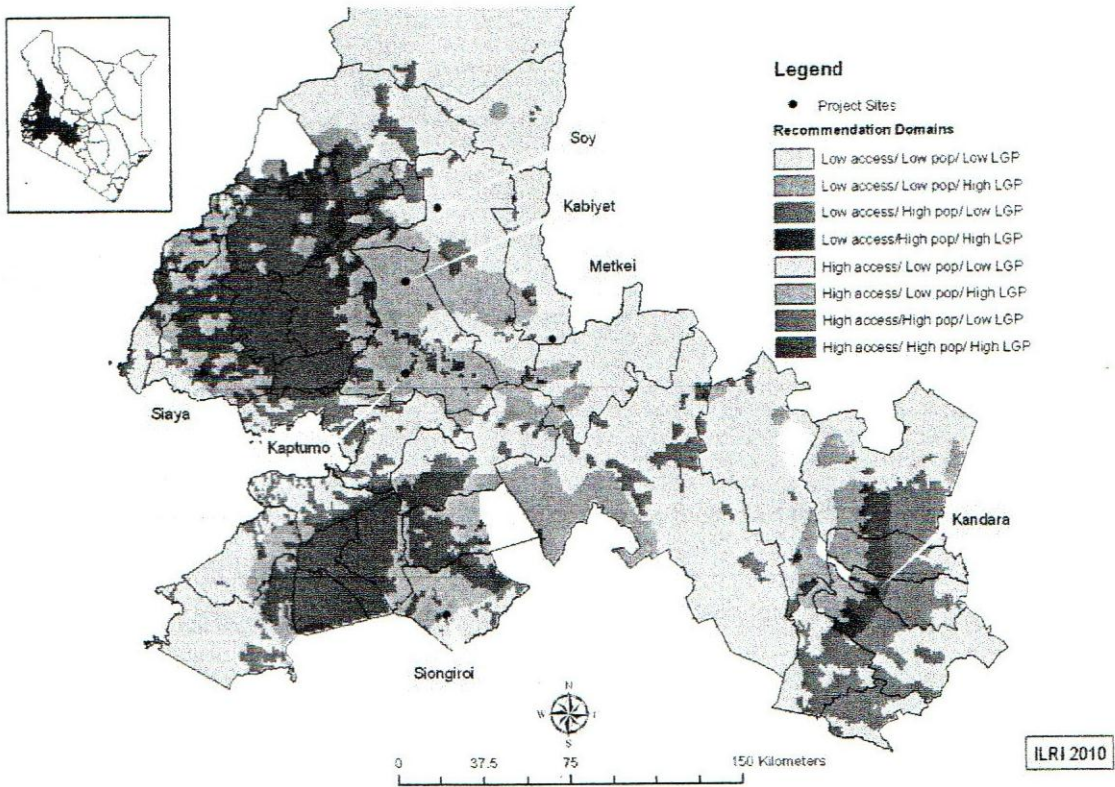 Legend
Project Sites
Recommendation Domains
Low access/ Low pop/ Low LGP
Low access/ Low pop/ High LGP
Low access/ High pop/ Low LGP
Low access/High pop/ High LGP
High access/ Low pop/ Low LGP
High access/ Low pop/ High LGP
High access/High pop/ Low LGP
High access/ High pop/ High LGP
Soy
Kabiyet
Metkei
Siaya
Kaptumo
Kandara
Siongiroi
N
W
S
0 37.5 75 150 Kilometers
ILRI 2010